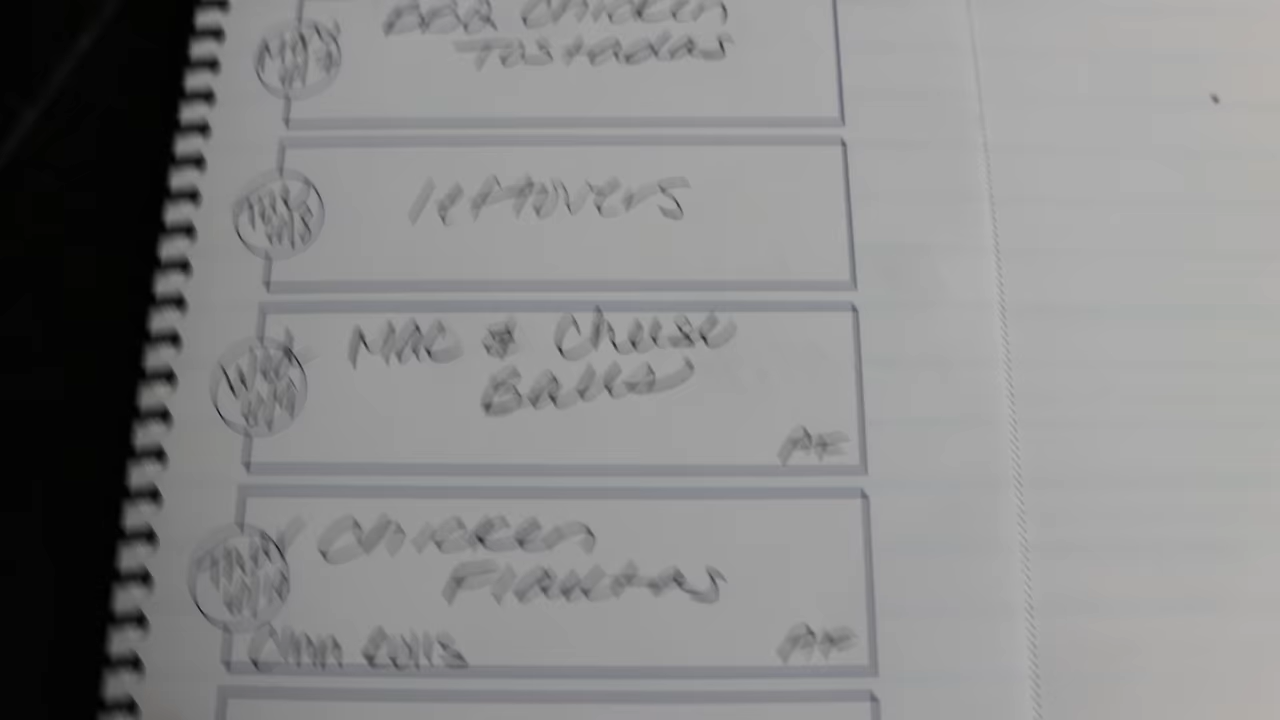 BBQ Chicken
Tostadas
leftovers
Mac & Cheese
Balls
AF
Chicken
Flautas
Cinn Rolls
AF